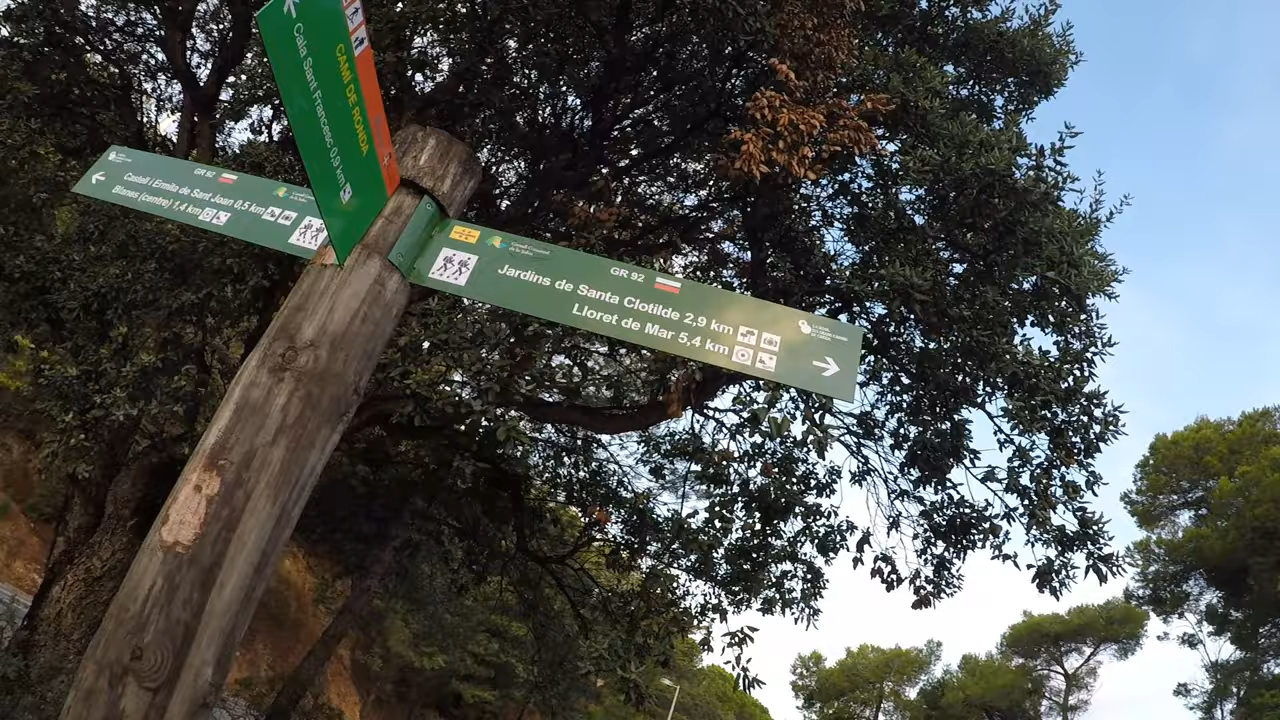 CAMÍ DE RONDA
Cala Sant Francesc 0,9 km
GR 92
Castell i Ermita de Sant Joan 0,5 km
Blanes (centre) 1,4 km
GR 92
Jardins de Santa Clotilde 2,9 km
Lloret de Mar 5,4 km